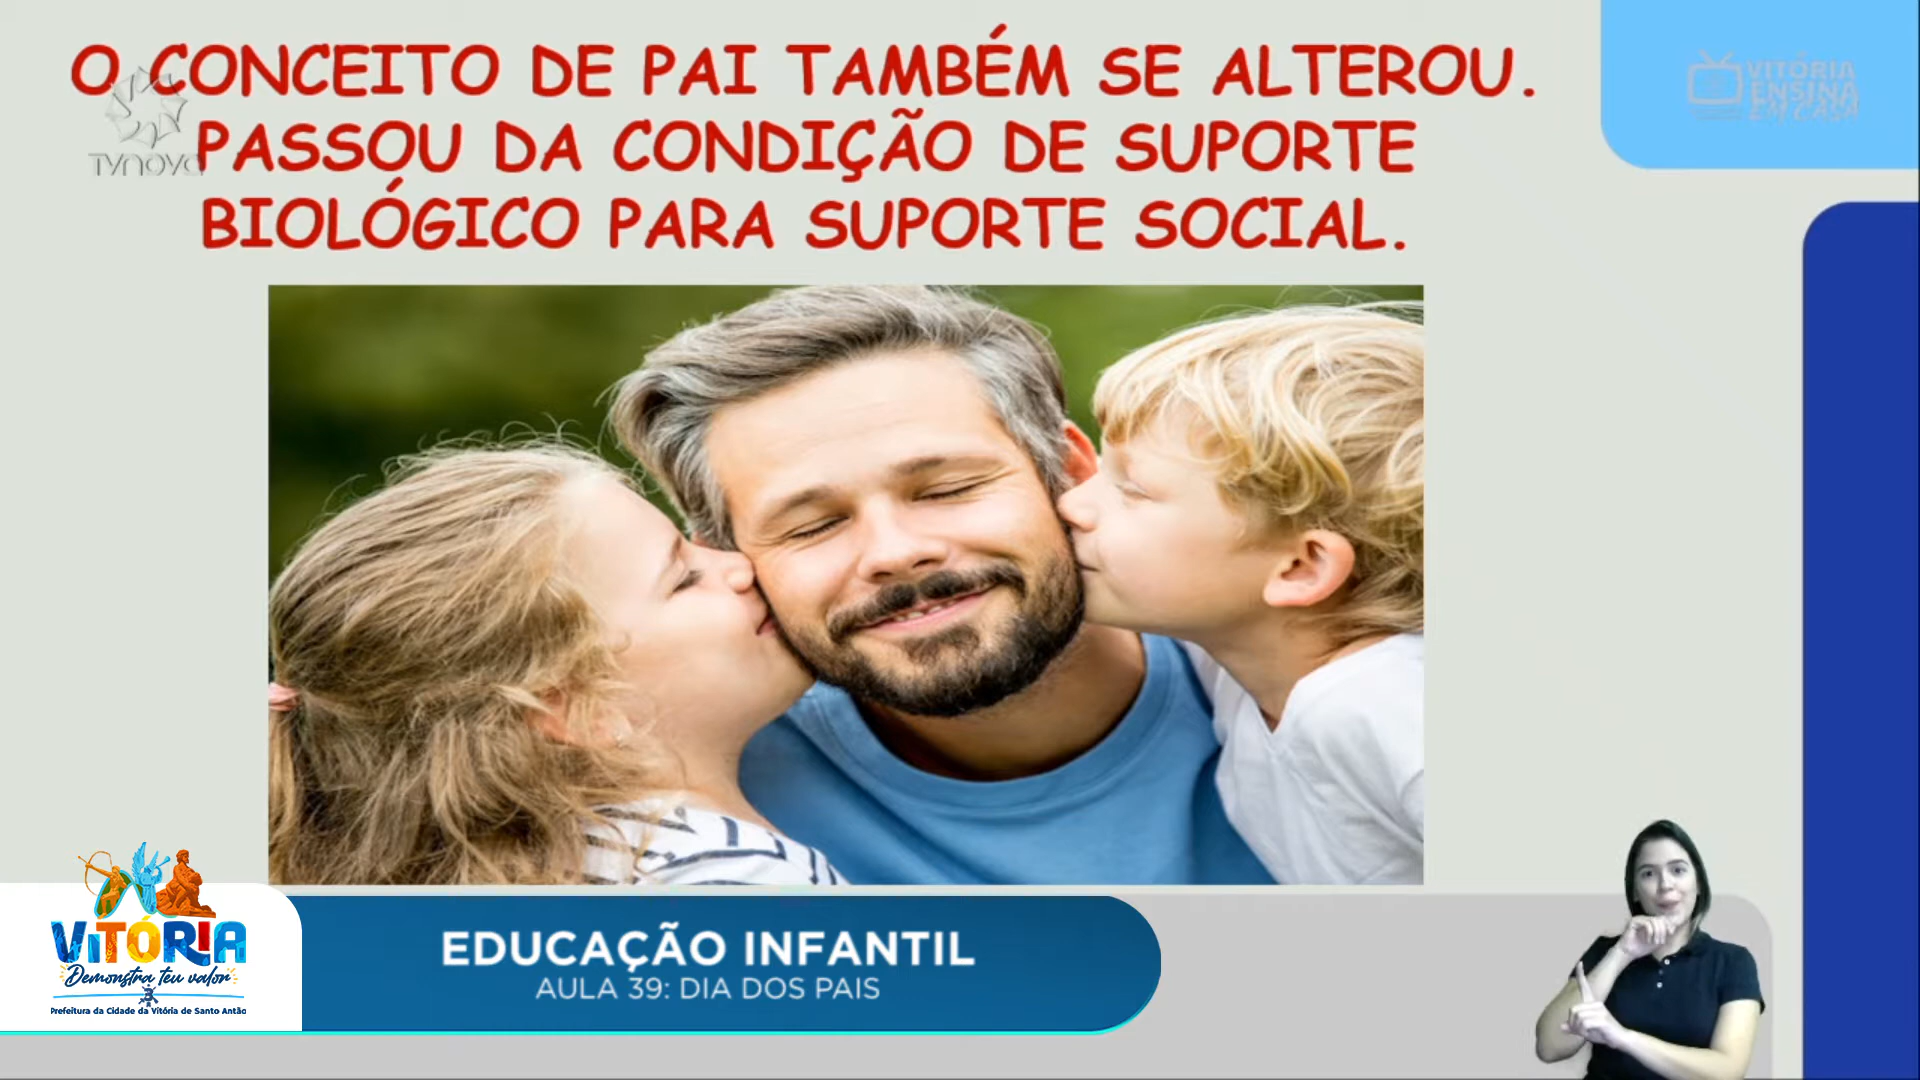 O CONCEITO DE PAI TAMBÉM SE ALTEROU.
PASSOU DA CONDIÇÃO DE SUPORTE
BIOLÓGICO PARA SUPORTE SOCIAL.
TVnova
VITÓRIA
ENSINA
EM CASA
VITÓRIA
Demonstra teu valor
Prefeitura da Cidade da Vitória de Santo Antão
EDUCAÇÃO INFANTIL
AULA 39: DIA DOS PAIS